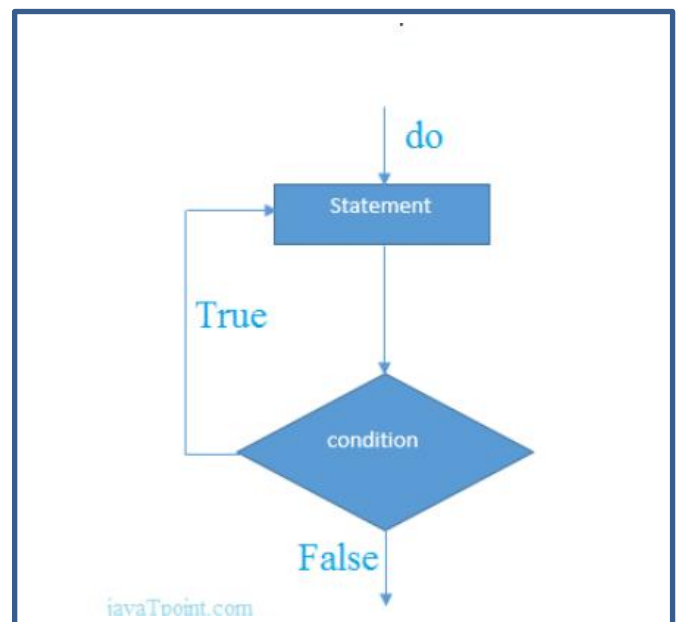 do
Statement
True
condition
False
javaTpoint.com